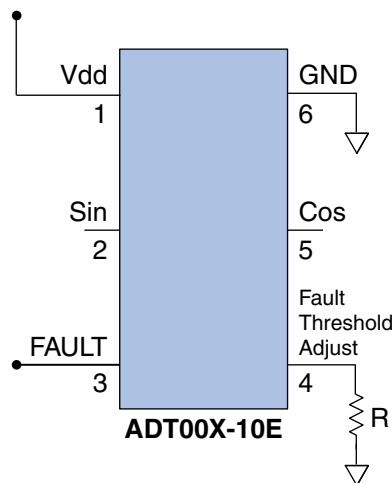 Vdd
1
GND
6
Sin
2
Cos
5
FAULT
3
Fault
Threshold
Adjust
4
R
ADT00X-10E